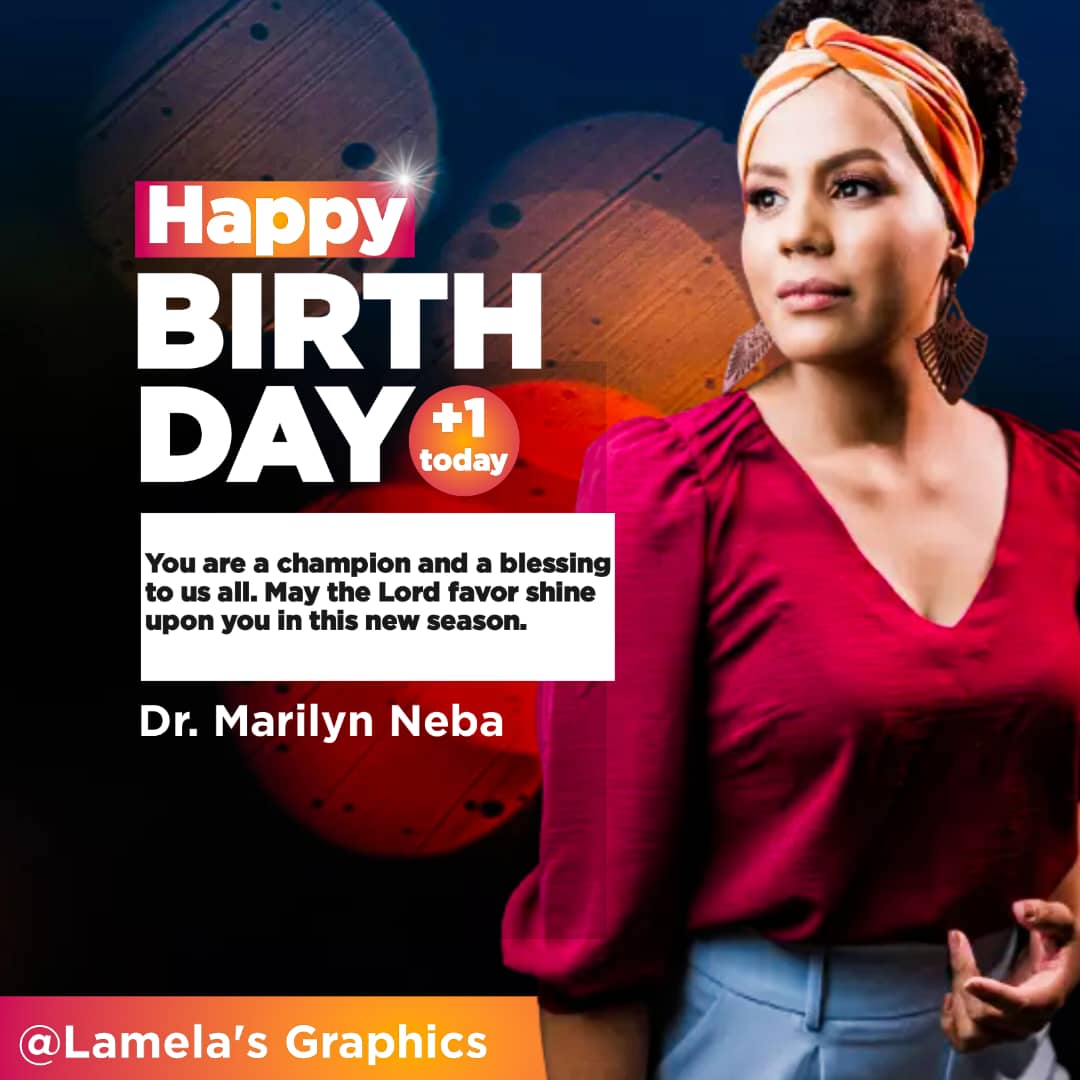 Happy
BIRTH
DAY
+1
today
You are a champion and a blessing
to us all. May the Lord favor shine
upon you in this new season.
Dr. Marilyn Neba
@Lamela's Graphics